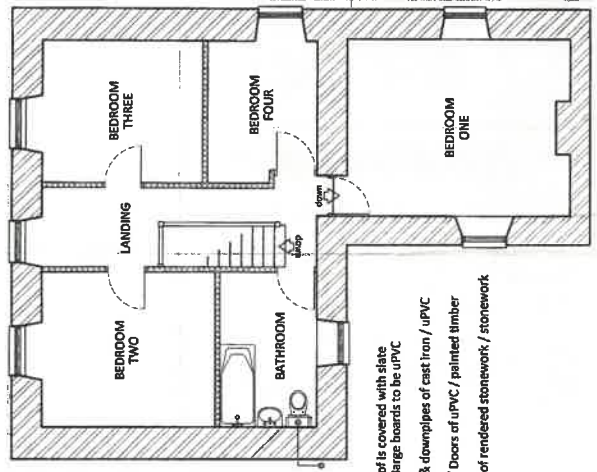 BEDROOM
THREE
BEDROOM
FOUR
BEDROOM
ONE
LANDING
down
down
BEDROOM
TWO
BATHROOM
of is covered with slate
arge boards to be uPVC
& downpipes of cast iron / uPVC
Doors of uPVC / painted timber
of rendered stonework / stonework